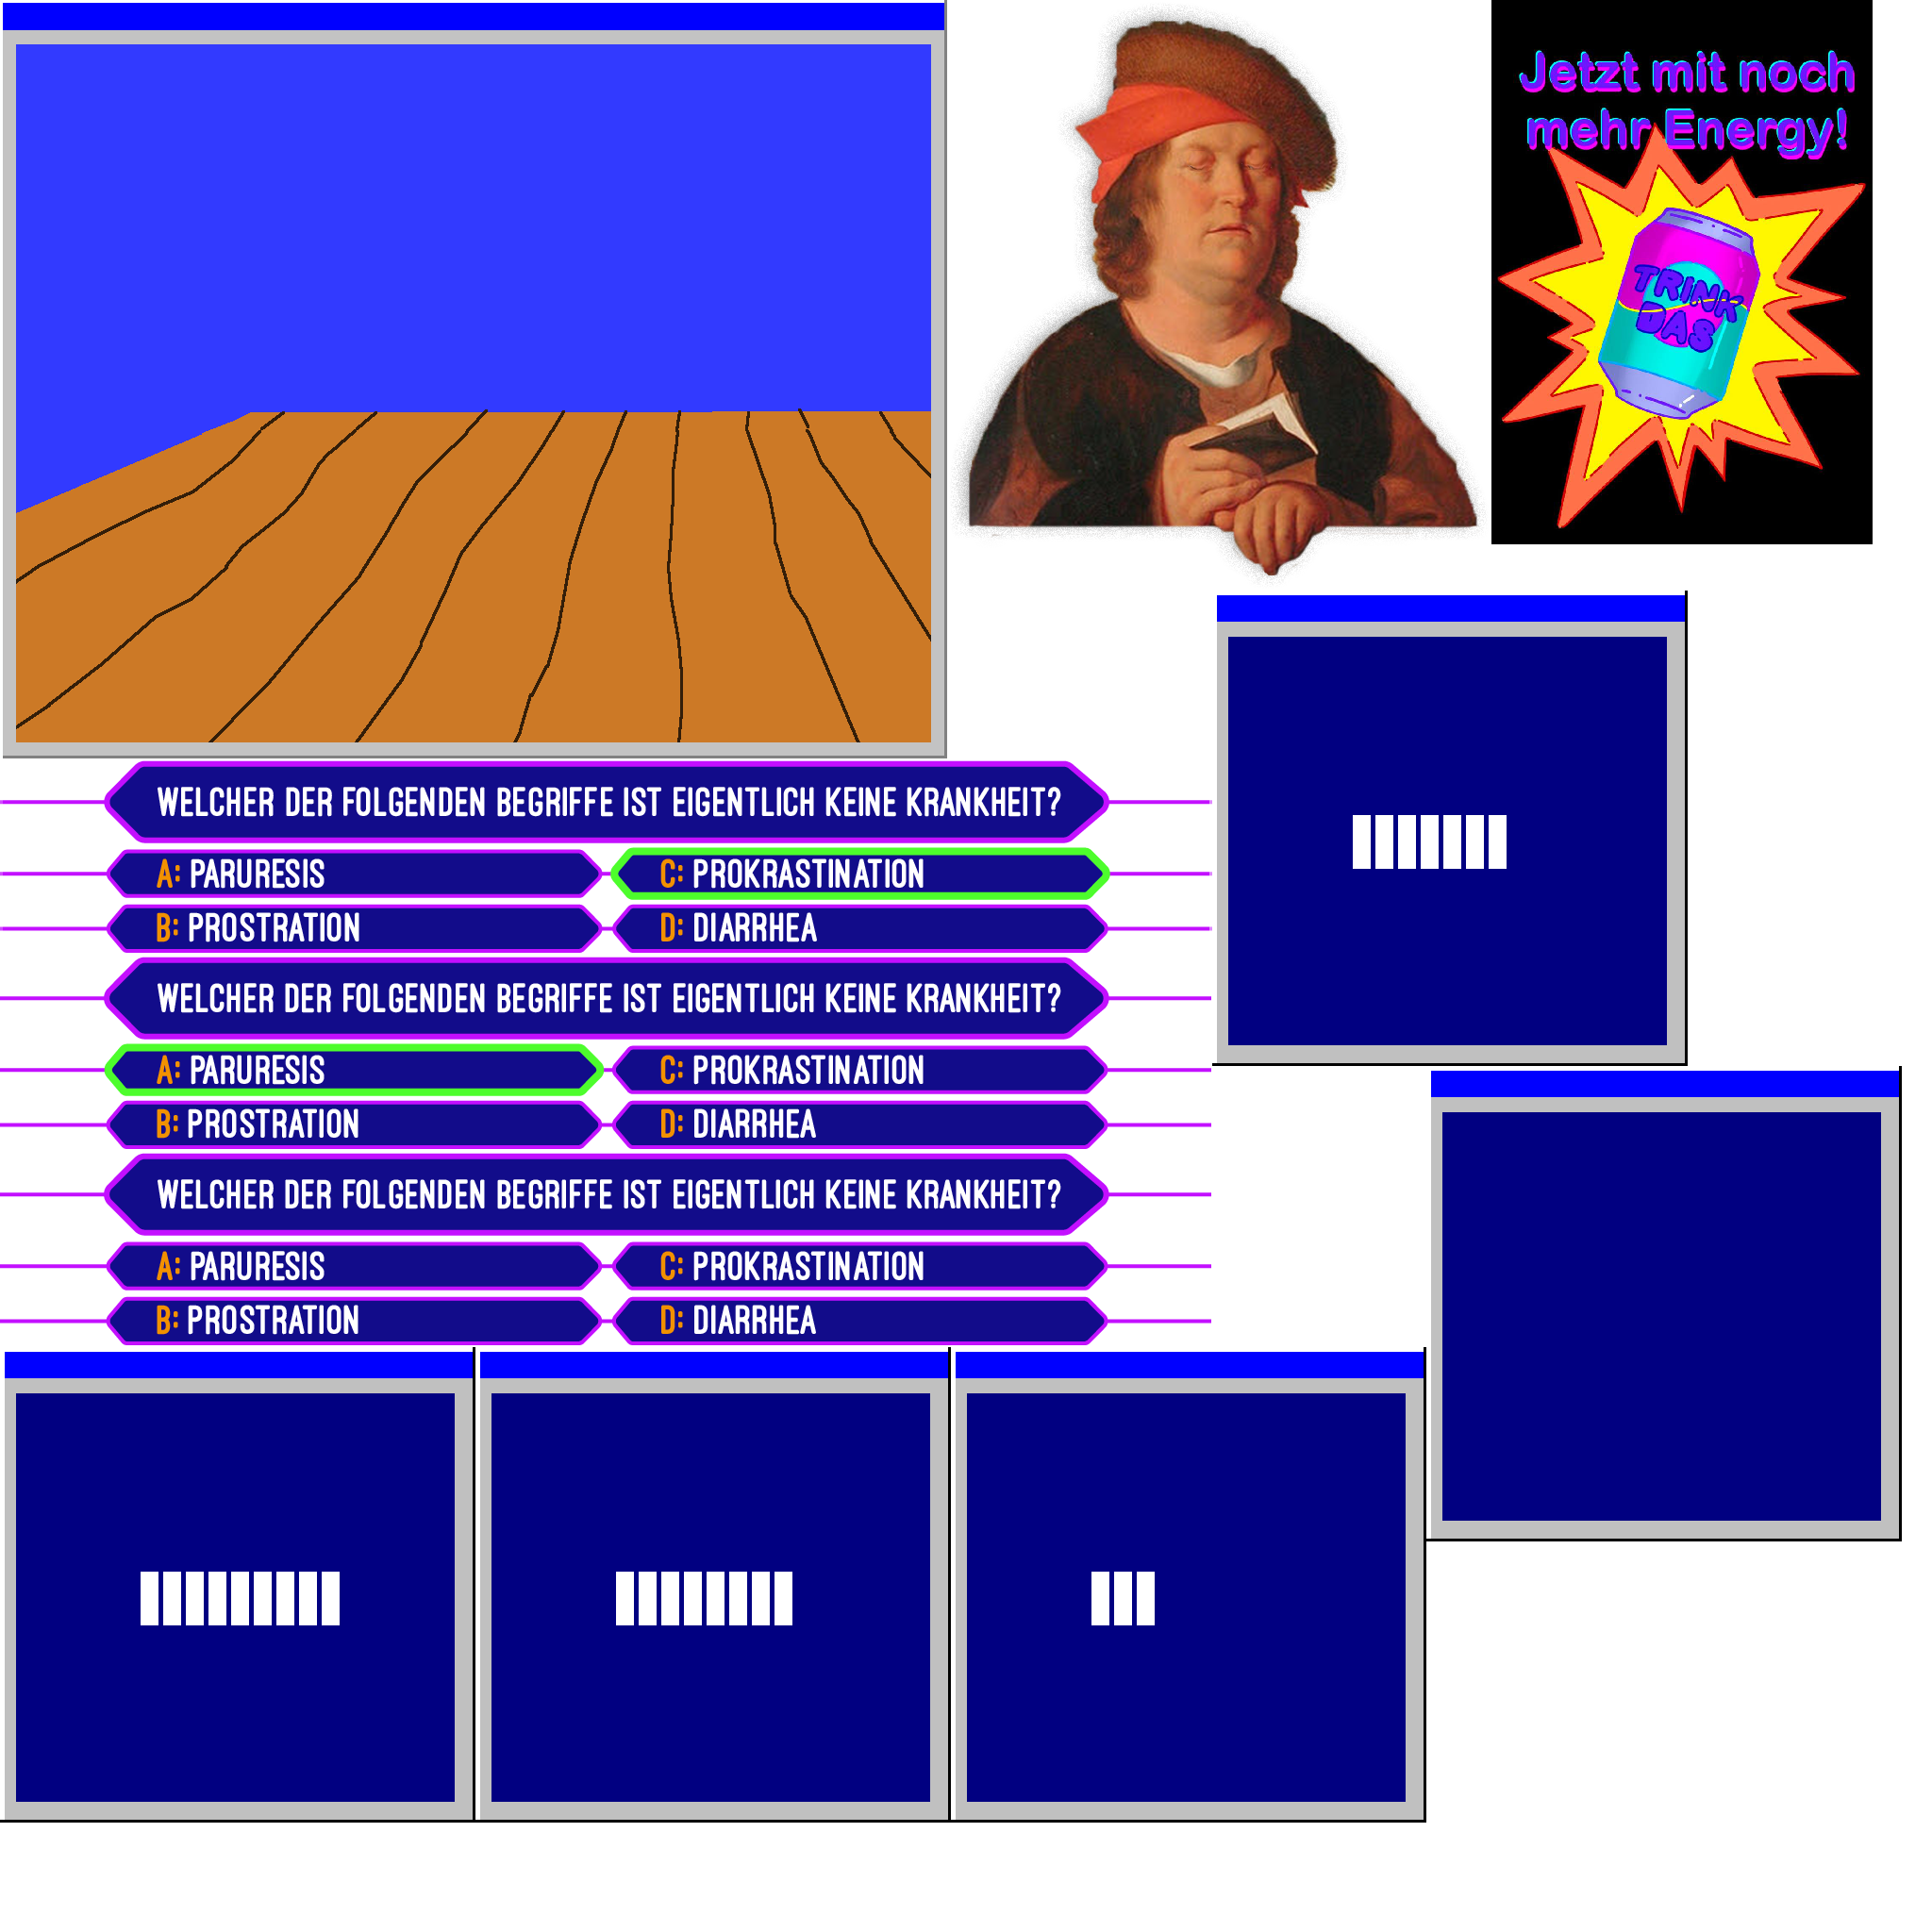 Jetzt mit noch
mehr Energy!
TRINK
DAS
WELCHER DER FOLGENDEN BEGRIFFE IST EIGENTLICH KEINE KRANKHEIT?
A: PARURESIS
C: PROKRASTINATION
B: PROSTRATION
D: DIARRHEA
WELCHER DER FOLGENDEN BEGRIFFE IST EIGENTLICH KEINE KRANKHEIT?
A: PARURESIS
C: PROKRASTINATION
B: PROSTRATION
D: DIARRHEA
WELCHER DER FOLGENDEN BEGRIFFE IST EIGENTLICH KEINE KRANKHEIT?
A: PARURESIS
C: PROKRASTINATION
B: PROSTRATION
D: DIARRHEA